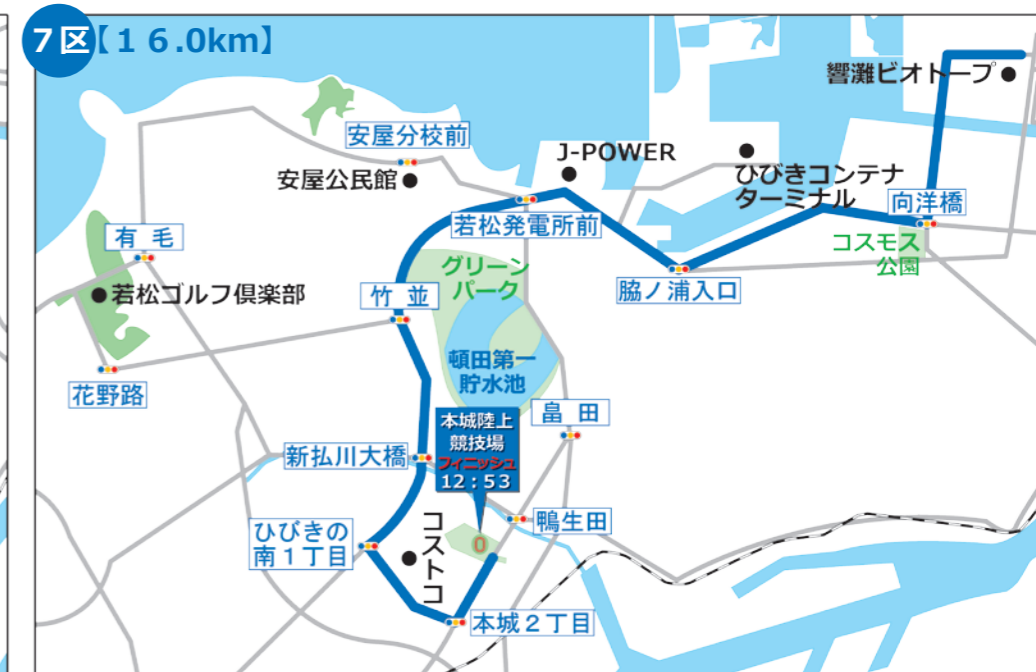 7区【16.0km】
響灘ビオトープ
安屋分校前
J-POWER
安屋公民館
ひびきコンテナ
ターミナル
向洋橋
若松発電所前
有毛
コスモス
公園
グリーン
パーク
脇ノ浦入口
若松ゴルフ倶楽部
竹並
頓田第一
貯水池
花野路
畠田
本城陸上
競技場
フィニッシュ
12:53
新払川大橋
コストコ
鴨生田
ひびきの
南1丁目
本城2丁目